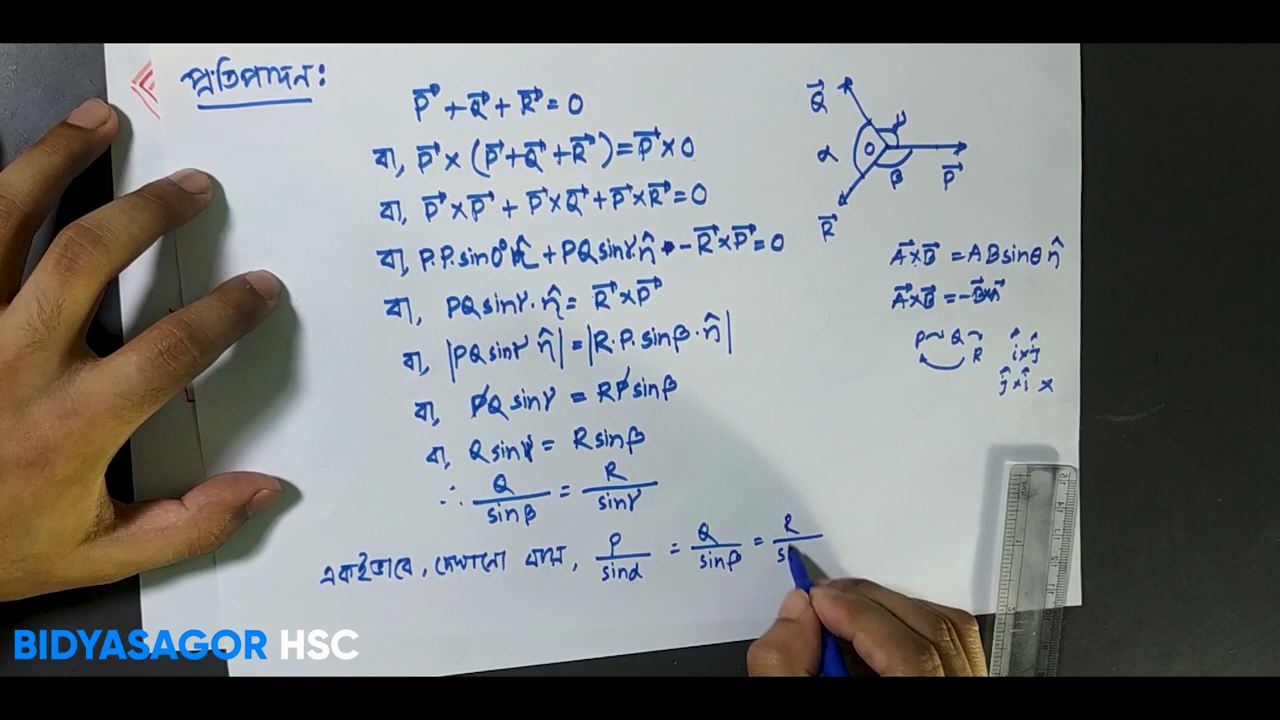 প্রতিপাদন:
P⃗ + Q⃗ + R⃗ = 0
বা, P⃗ × (P⃗ + Q⃗ + R⃗) = P⃗ × 0
বা, P⃗ × P⃗ + P⃗ × Q⃗ + P⃗ × R⃗ = 0
বা, P.P. sin0° n̂ + PQ sinγ. n̂ - R⃗ × P⃗ = 0
বা, PQ sinγ. n̂ = R⃗ × P⃗
বা, |PQ sinγ n̂| = |R.P. sinβ. n̂|
বা, PQ sinγ = RP sinβ
বা, Q sinγ = R sinβ
∴ Q/sinβ = R/sinγ
একইভাবে, দেখানো যায়, P/sinα = Q/sinβ = R/s
Q⃗
α O γ
β P⃗
R⃗
A⃗ × B⃗ = AB sinθ n̂
A⃗ × B⃗ = -B⃗ × A⃗
P Q
R
î × ĵ
ĵ × î ×
BIDYASAGOR HSC